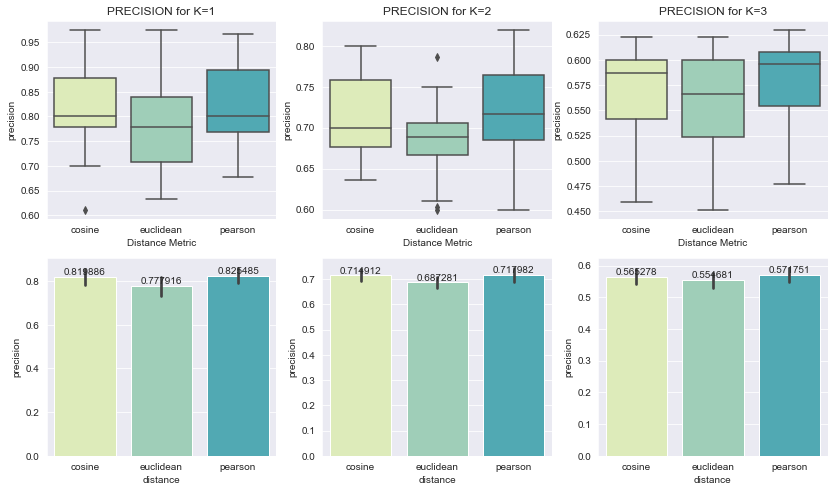 PRECISION for K=1
PRECISION for K=2
PRECISION for K=3
precision
0.95
0.90
0.85
0.80
0.75
0.70
0.65
0.60
cosine
euclidean
pearson
Distance Metric
precision
0.80
0.75
0.70
0.65
0.60
cosine
euclidean
pearson
Distance Metric
precision
0.625
0.600
0.575
0.550
0.525
0.500
0.475
0.450
cosine
euclidean
pearson
Distance Metric
precision
0.8
0.6
0.4
0.2
0.0
0.819886
0.777916
0.825485
cosine
euclidean
pearson
distance
precision
0.7
0.6
0.5
0.4
0.3
0.2
0.1
0.0
0.714912
0.687281
0.717982
cosine
euclidean
pearson
distance
precision
0.6
0.5
0.4
0.3
0.2
0.1
0.0
0.565278
0.554681
0.571751
cosine
euclidean
pearson
distance